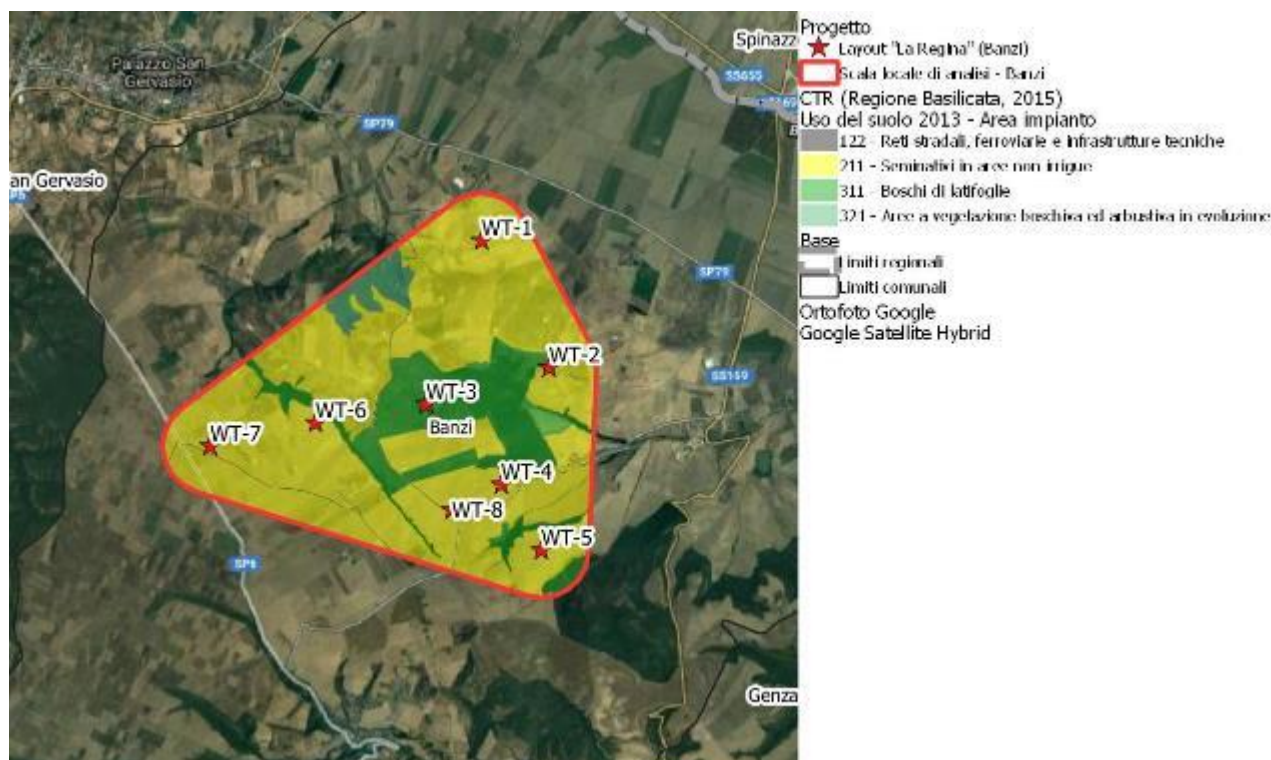 Spinazz
Palazzo San
Gervasio
SS655
SP79
an Gervasio
WT-1
SP79
WT-2
SS169
WT-3
WT-6
Banzi
WT-7
WT-4
WT-8
WT-5
SP6
Genza
Progetto
Layout "La Regina" (Banzi)
Scala locale di analisi - Banzi
CTR (Regione Basilicata, 2015)
Uso del suolo 2013 - Area impianto
122 - Reti stradali, ferroviarie e infrastrutture tecniche
211 - Seminativi in aree non irrigue
311 - Boschi di latifoglie
321 - Aree a vegetazione boschiva ed arbustiva in evoluzione
Base
Limiti regionali
Limiti comunali
Ortofoto Google
Google Satellite Hybrid